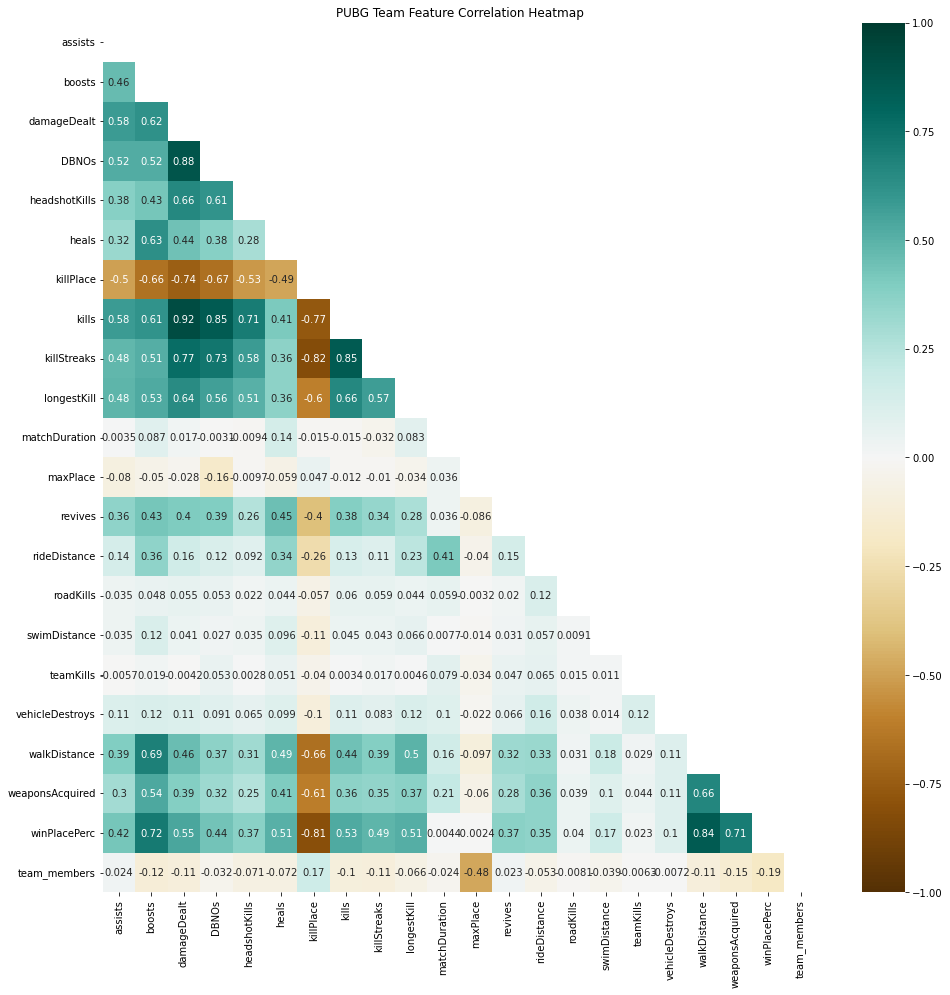 PUBG Team Feature Correlation Heatmap
assists
boosts 0.46
damageDealt 0.58 0.62
DBNOs 0.52 0.52 0.88
headshotKills 0.38 0.43 0.66 0.61
heals 0.32 0.63 0.44 0.38 0.28
killPlace -0.5 -0.66 -0.74 -0.67 -0.53 -0.49
kills 0.58 0.61 0.92 0.85 0.71 0.41 -0.77
killStreaks 0.48 0.51 0.77 0.73 0.58 0.36 -0.82 0.85
longestKill 0.48 0.53 0.64 0.56 0.51 0.36 -0.6 0.66 0.57
matchDuration 0.0035 0.087 0.017 -0.0031 -0.0094 0.14 -0.015 -0.015 -0.032 0.083
maxPlace -0.08 -0.05 -0.028 -0.16 -0.0097 -0.059 0.047 -0.012 -0.01 -0.034 0.036
revives 0.36 0.43 0.4 0.39 0.26 0.45 -0.4 0.38 0.34 0.28 0.036 -0.086
rideDistance 0.14 0.36 0.16 0.12 0.092 0.34 -0.26 0.13 0.11 0.23 0.41 -0.04 0.15
roadKills 0.035 0.048 0.055 0.053 0.022 0.044 -0.057 0.06 0.059 0.044 0.059 -0.0032 0.02 0.12
swimDistance 0.035 0.12 0.041 0.027 0.035 0.096 -0.11 0.045 0.043 0.066 0.0077 -0.014 0.031 0.057 0.0091
teamKills -0.0057 0.019 -0.0042 0.053 0.0028 0.051 -0.04 0.0034 0.017 0.0046 0.079 -0.034 0.047 0.065 0.015 0.011
vehicleDestroys 0.11 0.12 0.11 0.091 0.065 0.099 -0.1 0.11 0.083 0.12 0.1 -0.022 0.066 0.16 0.038 0.014 0.12
walkDistance 0.39 0.69 0.46 0.37 0.31 0.49 -0.66 0.44 0.39 0.5 0.16 -0.097 0.32 0.33 0.031 0.18 0.029 0.11
weaponsAcquired 0.3 0.54 0.39 0.32 0.25 0.41 -0.61 0.36 0.35 0.37 0.21 -0.06 0.28 0.36 0.039 0.1 0.044 0.11 0.66
winPlacePerc 0.42 0.72 0.55 0.44 0.37 0.51 -0.81 0.53 0.49 0.51 0.0044 -0.0024 0.37 0.35 0.04 0.17 0.023 0.1 0.84 0.71
team_members 0.024 -0.12 -0.11 -0.032 -0.071 -0.072 0.17 -0.1 -0.11 -0.066 -0.024 -0.48 0.023 -0.053 -0.0081 -0.039 -0.0063 -0.0072 -0.11 -0.15 -0.19
assists boosts damageDealt DBNOs headshotKills heals killPlace kills killStreaks longestKill matchDuration maxPlace revives rideDistance roadKills swimDistance teamKills vehicleDestroys walkDistance weaponsAcquired winPlacePerc team_members
1.00
0.75
0.50
0.25
0.00
−0.25
−0.50
−0.75
−1.00